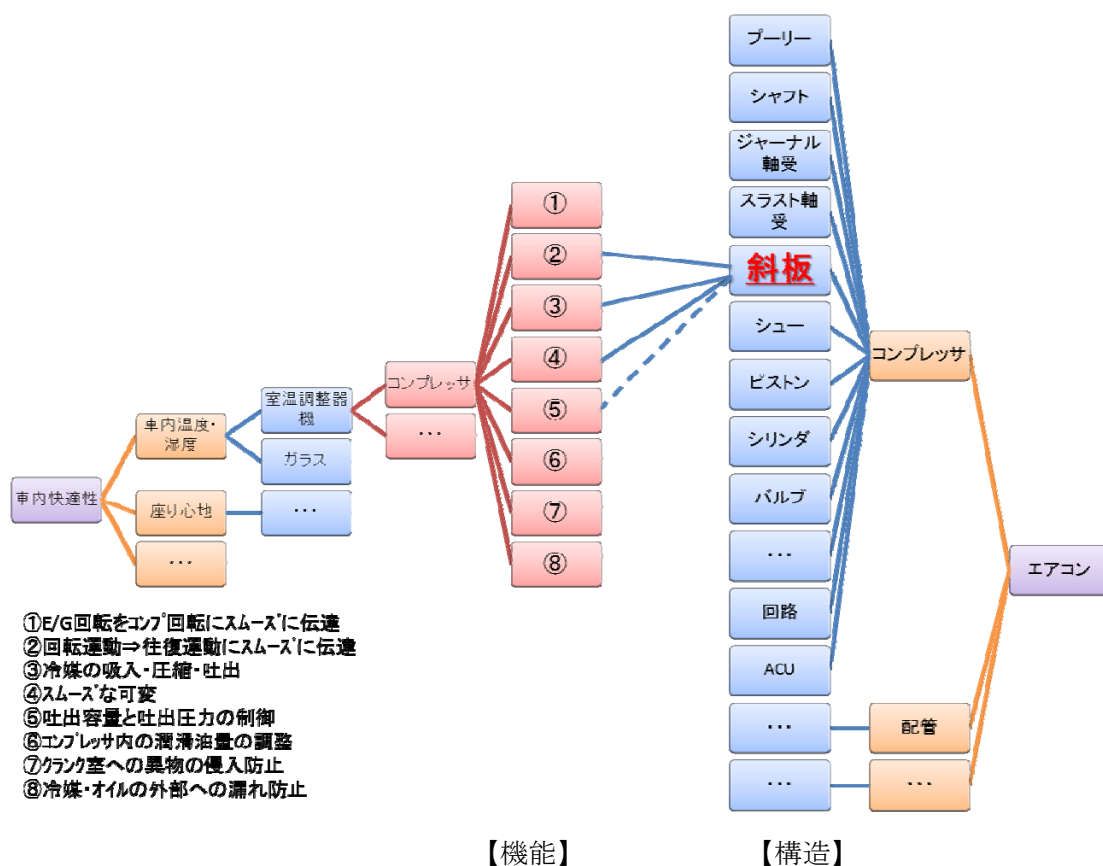 プーリー
シャフト
ジャーナル
軸受
スラスト軸
受
斜板
シュー
ピストン
シリンダ
バルブ
・・・
回路
ACU
・・・
・・・
コンプレッサ
配管
・・・
エアコン
①
②
③
④
⑤
⑥
⑦
⑧
コンプレッサ
・・・
室温調整器
機
ガラス
・・・
車内温度・
湿度
座り心地
・・・
車内快適性
①E/G回転をコンプ回転にスムーズに伝達
②回転運動⇒往復運動にスムーズに伝達
③冷媒の吸入・圧縮・吐出
④スムーズな可変
⑤吐出容量と吐出圧力の制御
⑥コンプレッサ内の潤滑油量の調整
⑦クランク室への異物の侵入防止
⑧冷媒・オイルの外部への漏れ防止
【機能】
【構造】